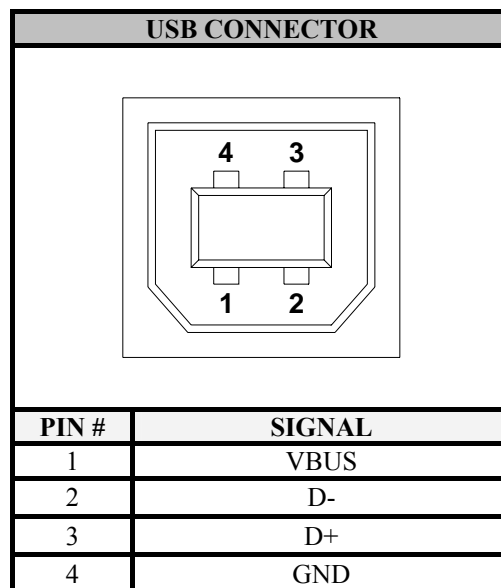 USB CONNECTOR
4 3
1 2
PIN # SIGNAL
1 VBUS
2 D-
3 D+
4 GND